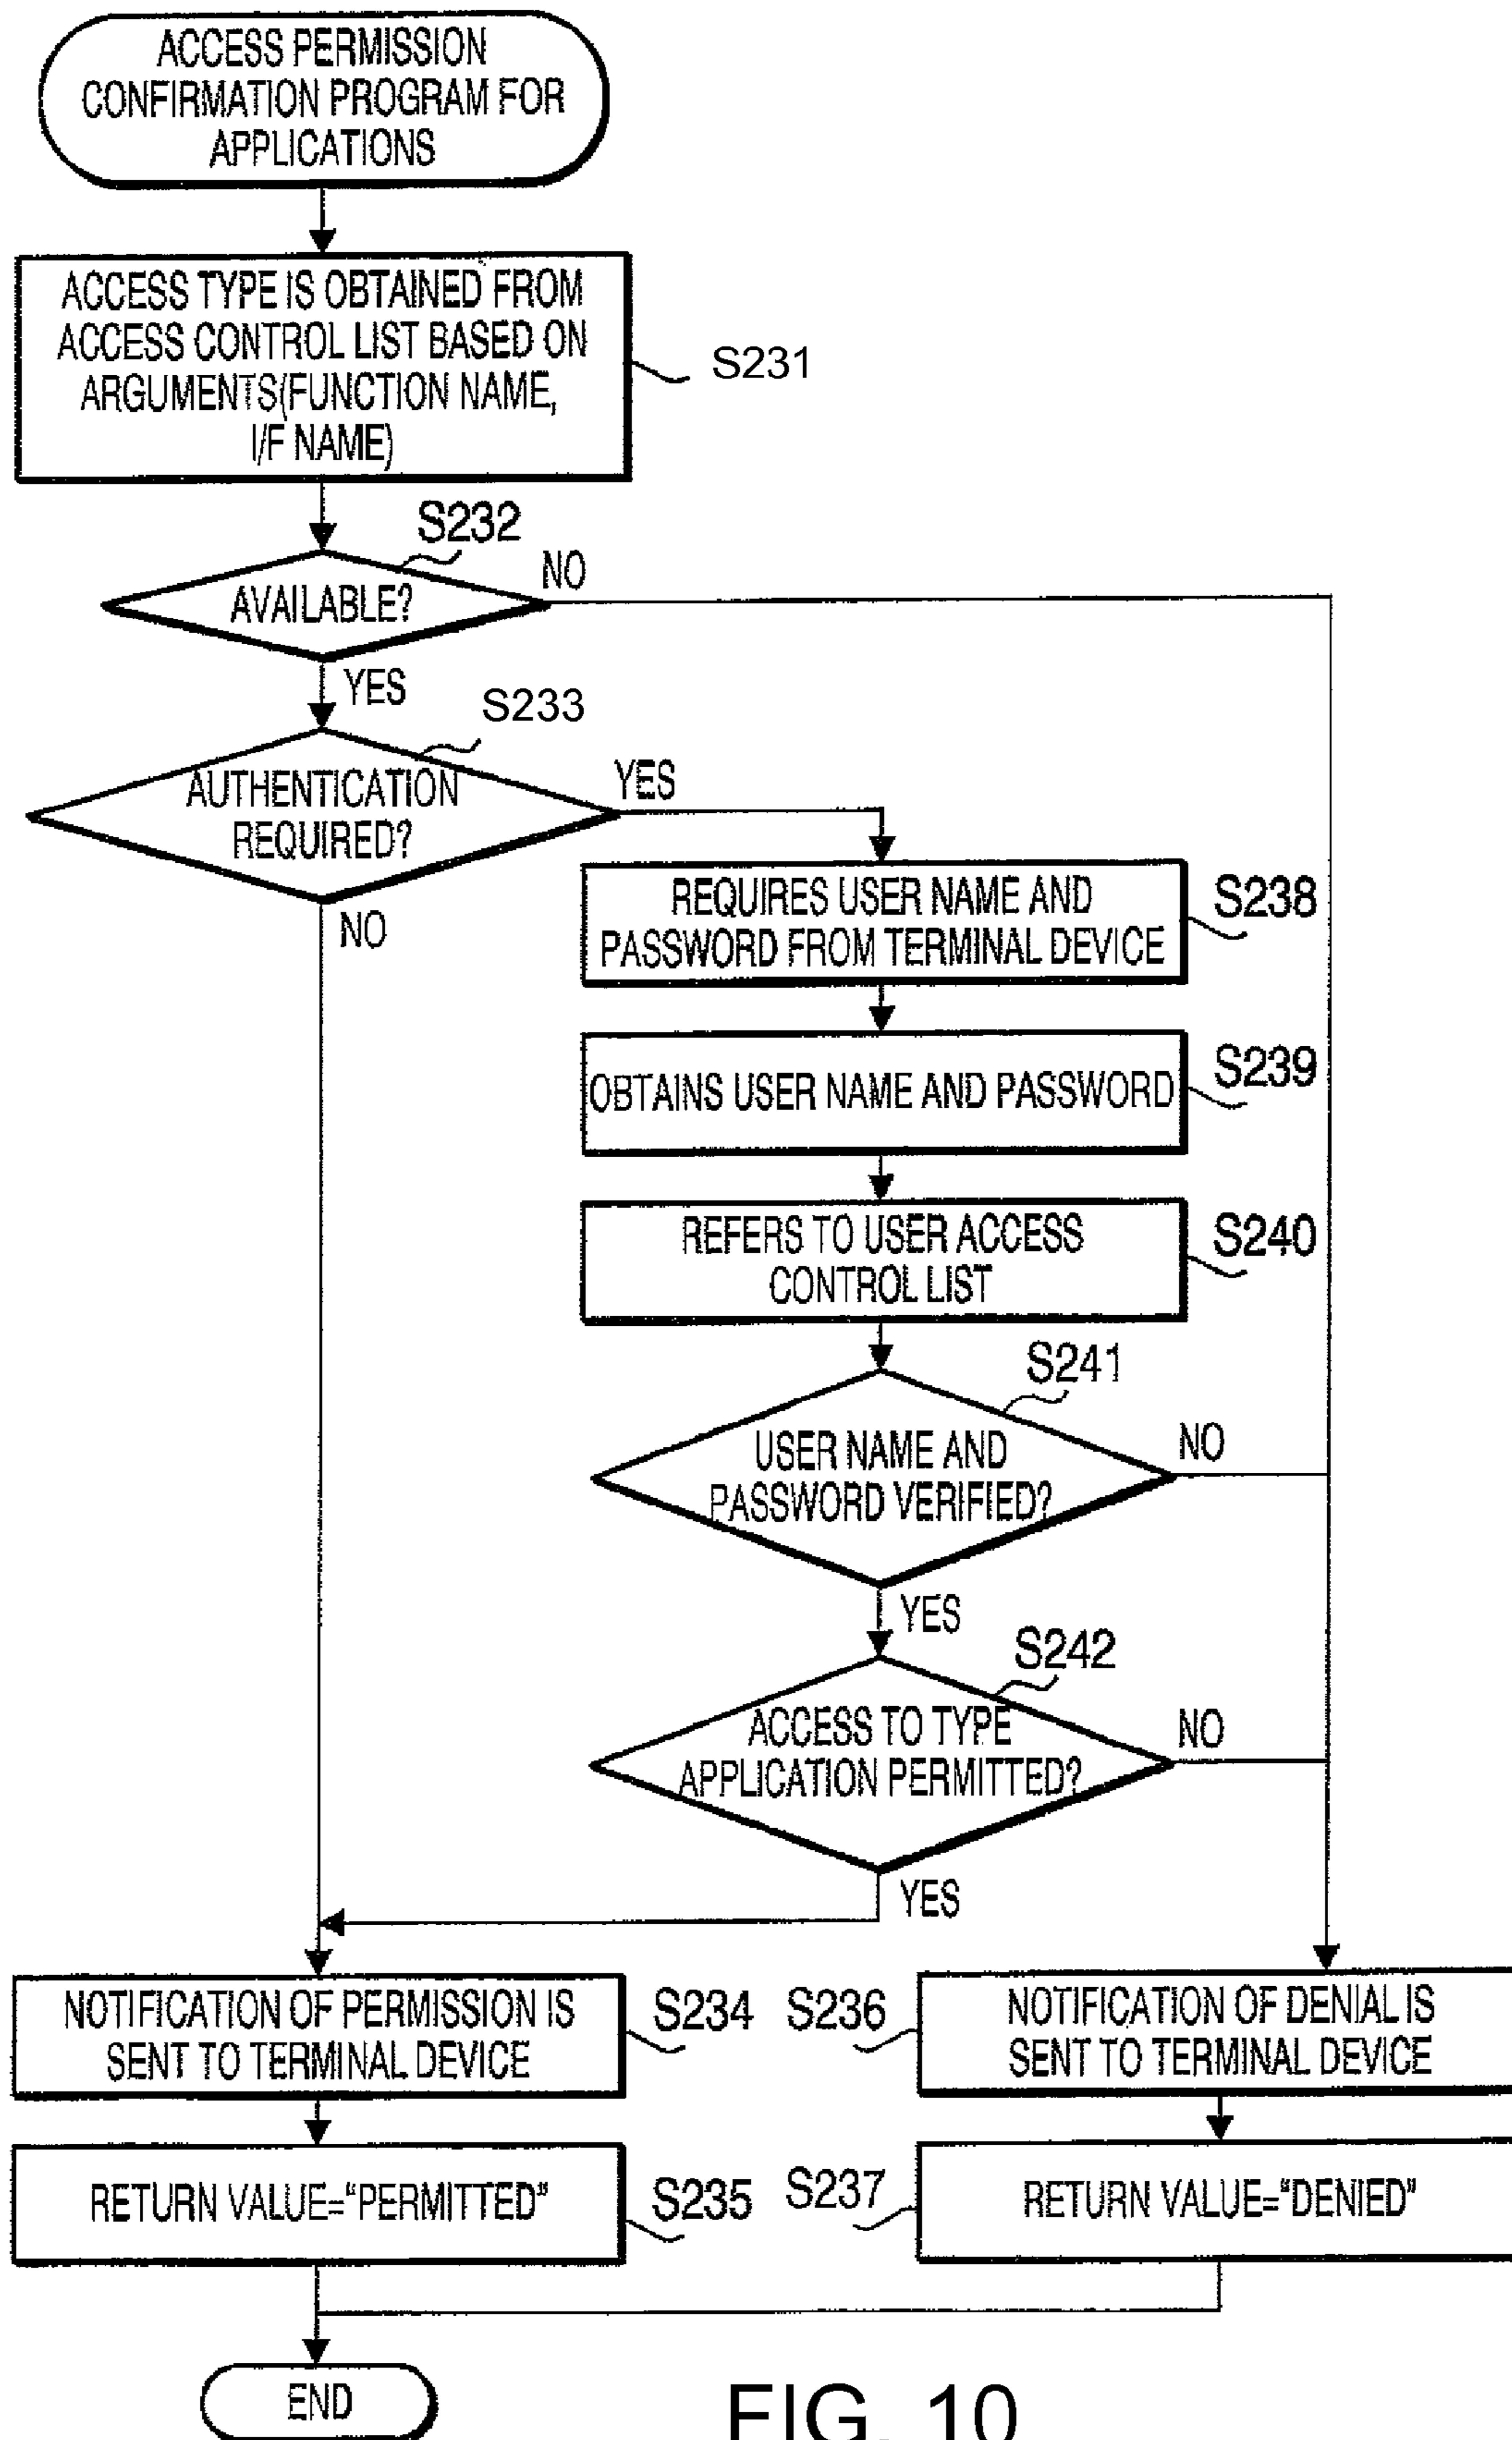 ACCESS PERMISSION
CONFIRMATION PROGRAM FOR
APPLICATIONS
ACCESS TYPE IS OBTAINED FROM
ACCESS CONTROL LIST BASED ON
ARGUMENTS(FUNCTION NAME,
I/F NAME)
S231
S232
AVAILABLE?
NO
YES
S233
AUTHENTICATION
REQUIRED?
YES
NO
REQUIRES USER NAME AND
PASSWORD FROM TERMINAL DEVICE
S238
OBTAINS USER NAME AND PASSWORD
S239
REFERS TO USER ACCESS
CONTROL LIST
S240
S241
USER NAME AND
PASSWORD VERIFIED?
NO
YES
S242
ACCESS TO TYPE
APPLICATION PERMITTED?
NO
YES
NOTIFICATION OF PERMISSION IS
SENT TO TERMINAL DEVICE
S234
S236
NOTIFICATION OF DENIAL IS
SENT TO TERMINAL DEVICE
RETURN VALUE="PERMITTED"
S235
S237
RETURN VALUE="DENIED"
END
FIG. 10